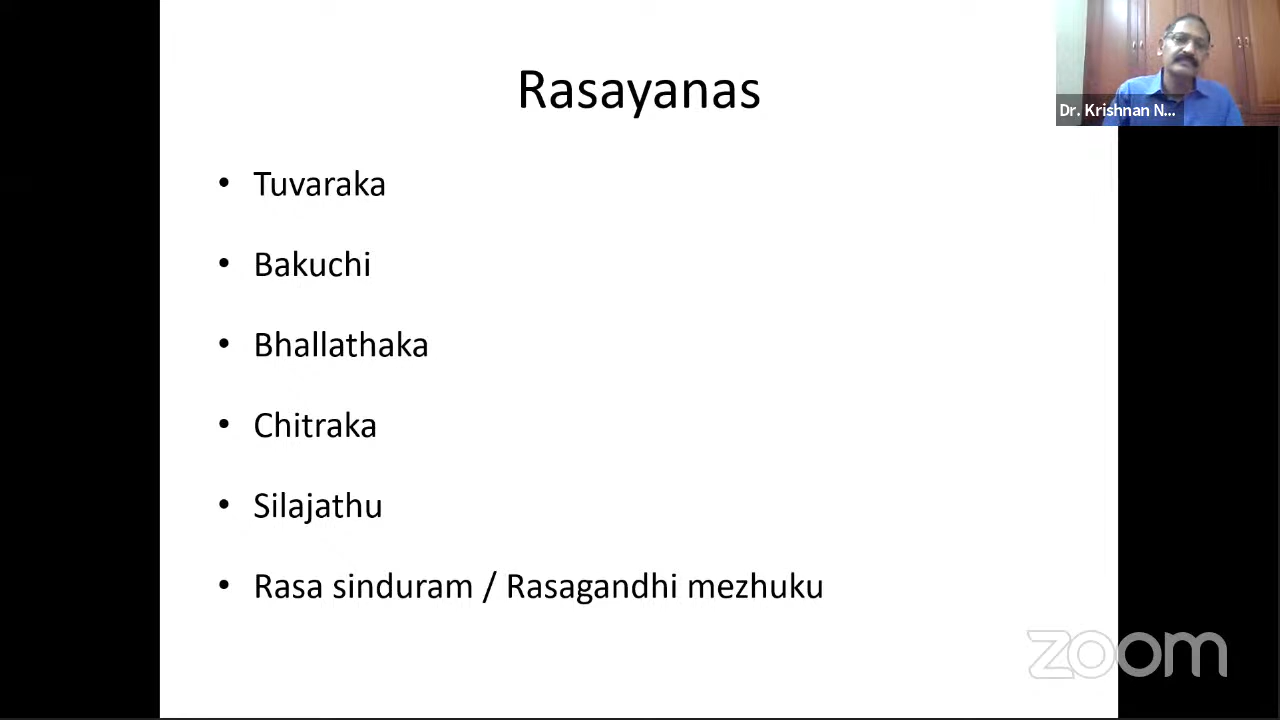 Rasayanas
Dr. Krishnan N...
• Tuvaraka
• Bakuchi
• Bhallathaka
• Chitraka
• Silajathu
• Rasa sinduram / Rasagandhi mezhuku
zoom